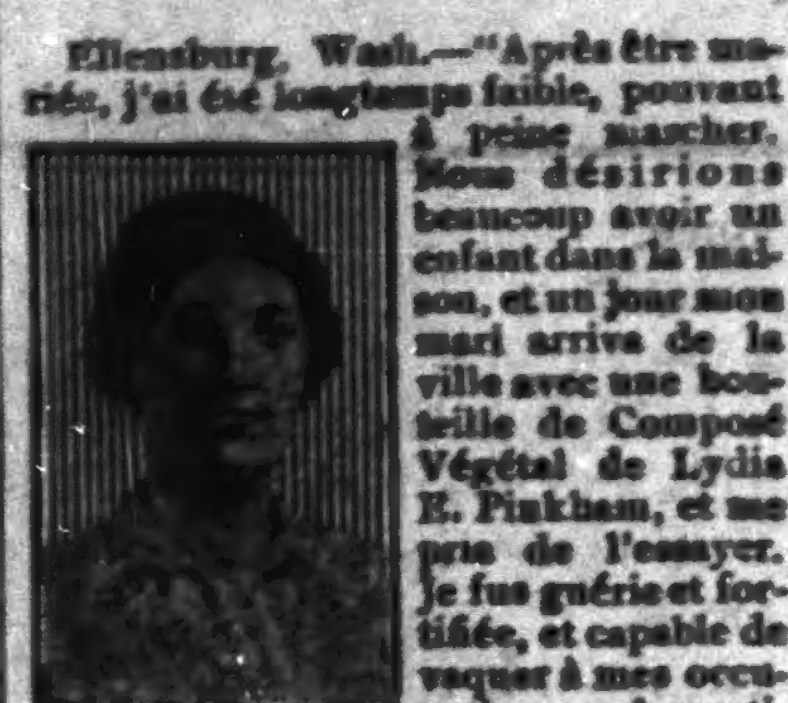 Ellensburg, Wash.—"Après être ma-
riée, j'ai été longtemps faible, pouvant
à peine marcher.
Nous désirions
beaucoup avoir un
enfant dans la mai-
son, et un jour mon
mari arriva de la
ville avec une bou-
teille de Composé
Végétal de Lydia
E. Pinkham, et me
pria de l'essayer.
Je fus guérie et for-
tifiée, et capable de
vaquer à mes occu-